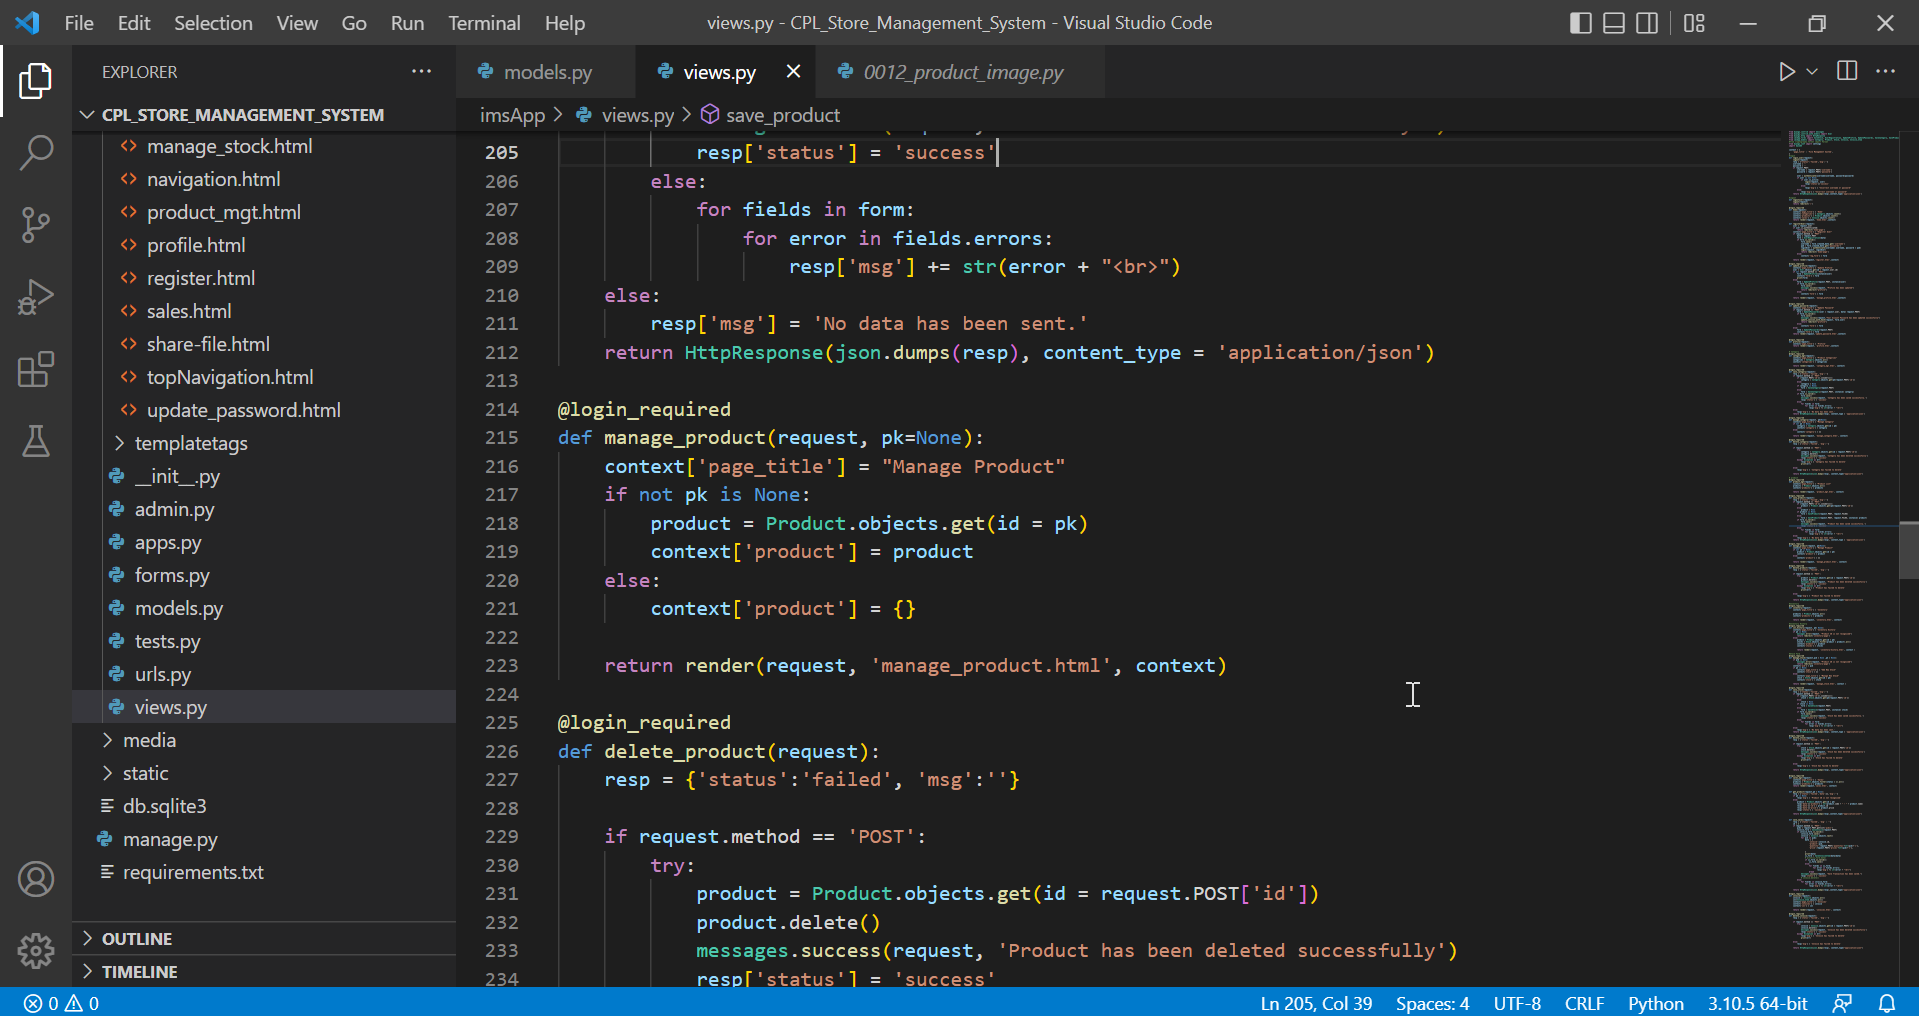 File Edit Selection View Go Run Terminal Help
views.py - CPL_Store_Management_System - Visual Studio Code
EXPLORER
CPL_STORE_MANAGEMENT_SYSTEM
manage_stock.html
navigation.html
product_mgt.html
profile.html
register.html
sales.html
share-file.html
topNavigation.html
update_password.html
templatetags
__init__.py
admin.py
apps.py
forms.py
models.py
tests.py
urls.py
views.py
media
static
db.sqlite3
manage.py
requirements.txt
OUTLINE
TIMELINE
models.py views.py 0012_product_image.py
imsApp > views.py > save_product
205 resp['status'] = 'success'
206 else:
207 for fields in form:
208 for error in fields.errors:
209 resp['msg'] += str(error + "<br>")
210 else:
211 resp['msg'] = 'No data has been sent.'
212 return HttpResponse(json.dumps(resp), content_type = 'application/json')
213
214 @login_required
215 def manage_product(request, pk=None):
216 context['page_title'] = "Manage Product"
217 if not pk is None:
218 product = Product.objects.get(id = pk)
219 context['product'] = product
220 else:
221 context['product'] = {}
222
223 return render(request, 'manage_product.html', context)
224
225 @login_required
226 def delete_product(request):
227 resp = {'status':'failed', 'msg':''}
228
229 if request.method == 'POST':
230 try:
231 product = Product.objects.get(id = request.POST['id'])
232 product.delete()
233 messages.success(request, 'Product has been deleted successfully')
234 resp['status'] = 'success'
0 0 Ln 205, Col 39 Spaces: 4 UTF-8 CRLF Python 3.10.5 64-bit